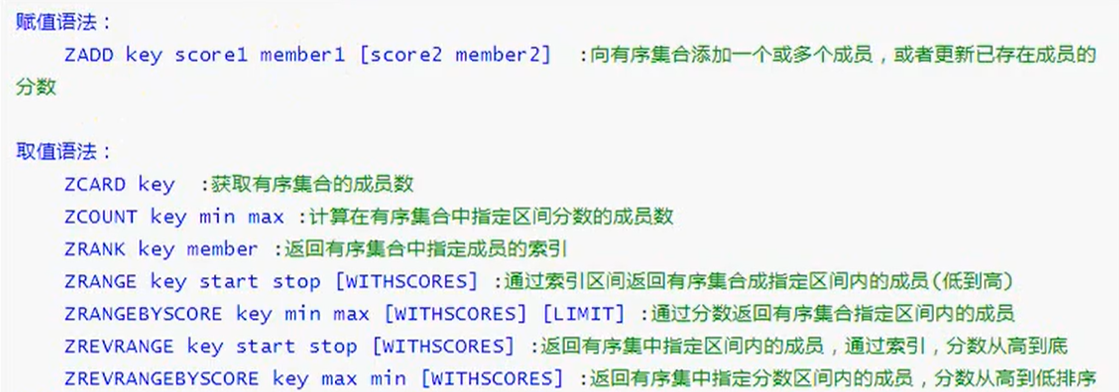 赋值语法：
ZADD key score1 member1 [score2 member2]  :向有序集合添加一个或多个成员，或者更新已存在成员的
分数
取值语法：
ZCARD key  :获取有序集合的成员数
ZCOUNT key min max :计算在有序集合中指定区间分数的成员数
ZRANK key member :返回有序集合中指定成员的索引
ZRANGE key start stop [WITHSCORES] :通过索引区间返回有序集合成指定区间内的成员(低到高)
ZRANGEBYSCORE key min max [WITHSCORES] [LIMIT] :通过分数返回有序集合指定区间内的成员
ZREVRANGE key start stop [WITHSCORES] :返回有序集中指定区间内的成员，通过索引，分数从高到底
ZREVRANGEBYSCORE key max min [WITHSCORES] :返回有序集中指定分数区间内的成员，分数从高到低排序